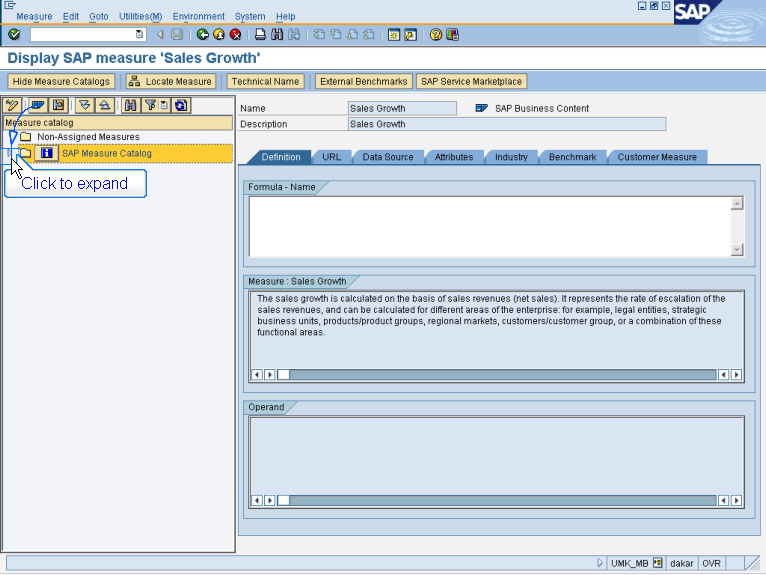 Measure Edit Goto Utilities(M) Environment System Help
SAP
Display SAP measure 'Sales Growth'
Hide Measure Catalogs Locate Measure Technical Name External Benchmarks SAP Service Marketplace
Measure catalog
Non-Assigned Measures
SAP Measure Catalog
Click to expand
Name Sales Growth SAP Business Content
Description Sales Growth
Definition URL Data Source Attributes Industry Benchmark Customer Measure
Formula - Name
Measure : Sales Growth
The sales growth is calculated on the basis of sales revenues (net sales). It represents the rate of escalation of the
sales revenues, and can be calculated for different areas of the enterprise: for example, legal entities, strategic
business units, products/product groups, regional markets, customers/customer group, or a combination of these
functional areas.
Operand
UMK_MB dakar OVR